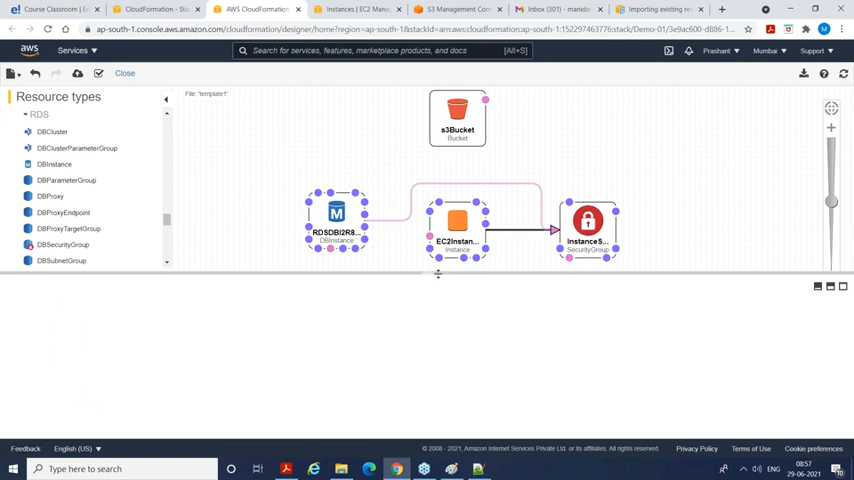 Course Classroom | E
CloudFormation - Sta
AWS CloudFormation
Instances | EC2 Mana
S3 Management Con
Inbox (301) - manida
Importing existing re
ap-south-1.console.aws.amazon.com/cloudformation/designer/home?region=ap-south-1&stackId=arn:aws:cloudformation:ap-south-1:152297463771:stack/Demo-01/3e9ac600-d886-1...
M
aws
Services
Search for services, features, marketplace products, and docs
[Alt+S]
Prashant
Mumbai
Support
Close
Resource types
File: 'template1'
RDS
DBCluster
DBClusterParameterGroup
DBInstance
DBParameterGroup
DBProxy
DBProxyEndpoint
DBProxyTargetGroup
DBSecurityGroup
DBSubnetGroup
s3Bucket
Bucket
RDSDBI2R8...
DBInstance
EC2Instan...
Instance
InstanceS...
SecurityGroup
Feedback
English (US)
© 2008 - 2021, Amazon Internet Services Private Ltd. or its affiliates. All rights reserved.
Privacy Policy
Terms of Use
Cookie preferences
Type here to search
ENG
08:57
29-06-2021
10